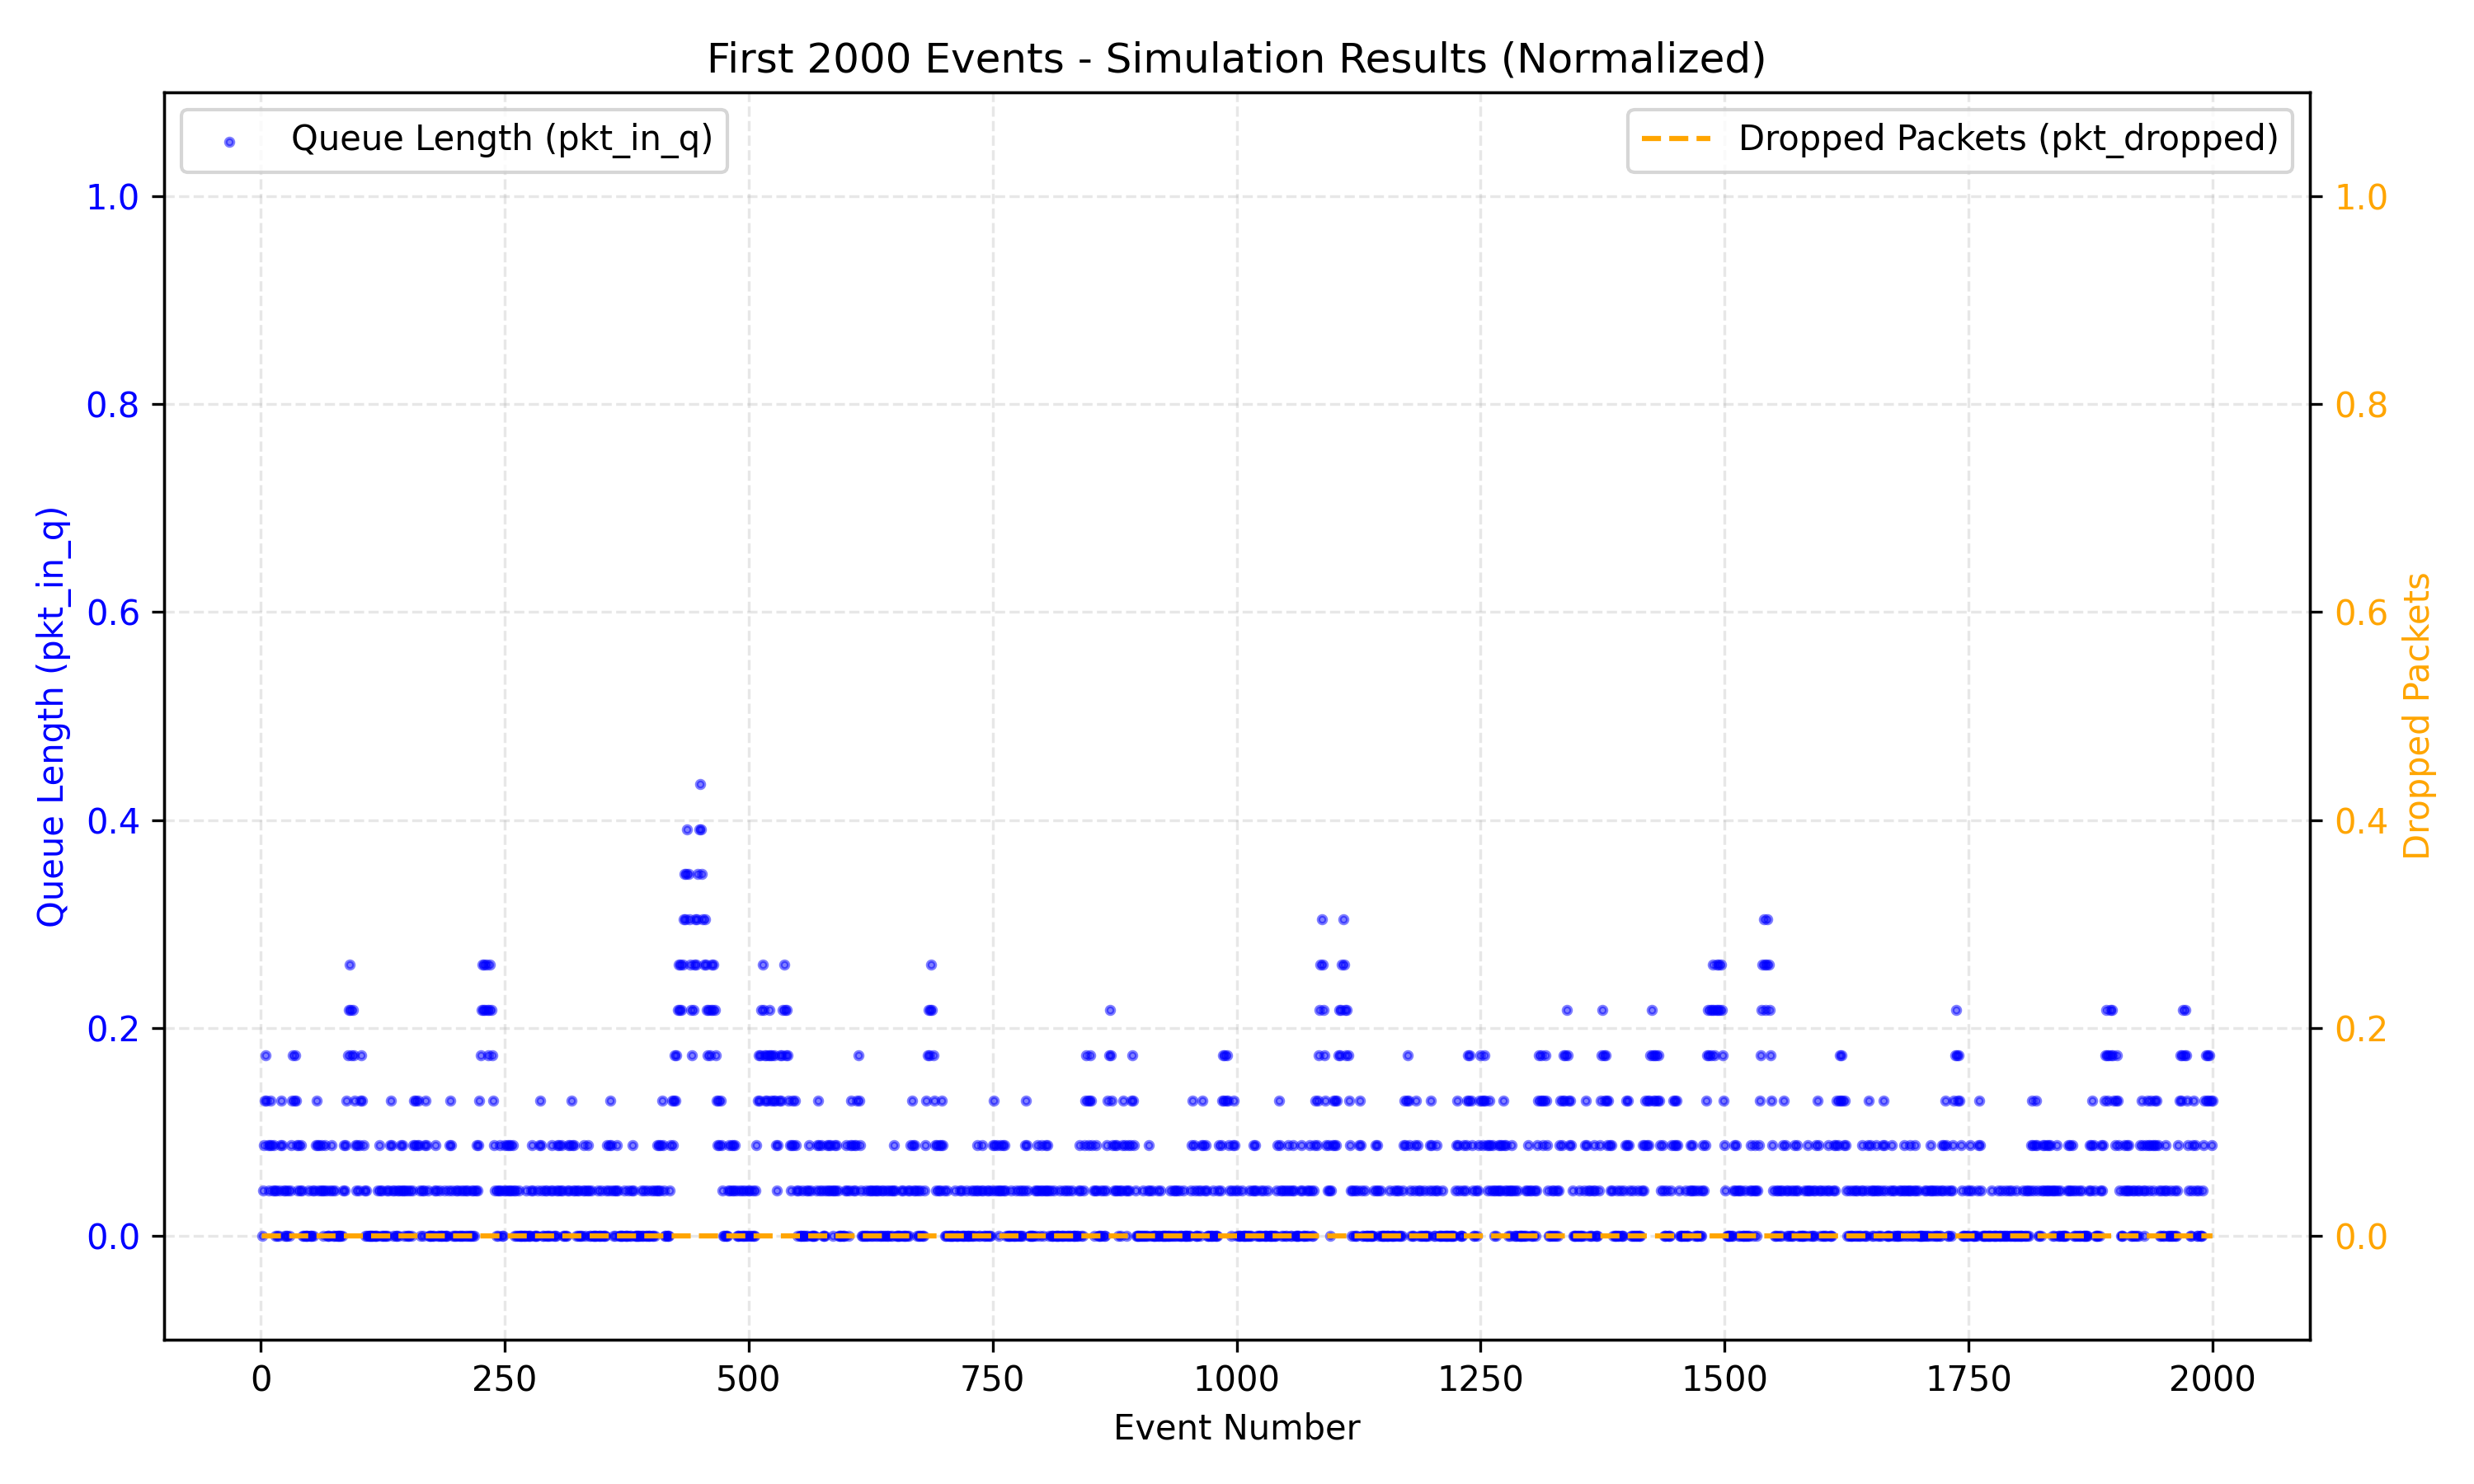 First 2000 Events - Simulation Results (Normalized)
Queue Length (pkt_in_q)
Dropped Packets (pkt_dropped)
Queue Length (pkt_in_q)
1.0
0.8
0.6
0.4
0.2
0.0
1.0
0.8
0.6
0.4
0.2
0.0
Dropped Packets
0 250 500 750 1000 1250 1500 1750 2000
Event Number